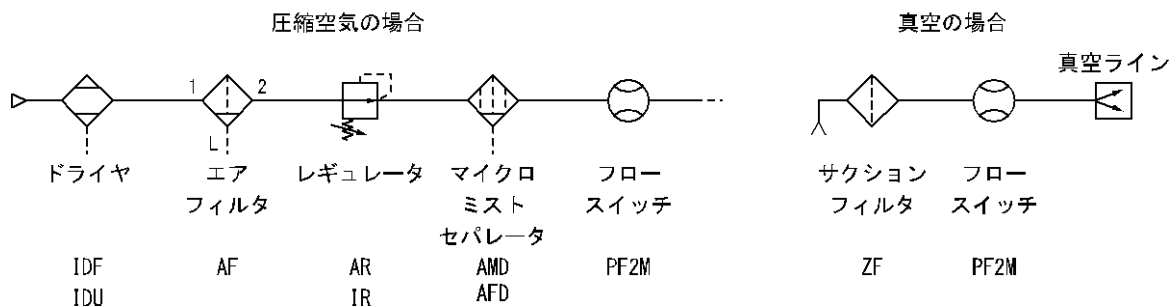 圧縮空気の場合
真空の場合
真空ライン
1 2
L
ドライヤ
エア
フィルタ
レギュレータ
マイクロ
ミスト
セパレータ
フロー
スイッチ
サクション
フィルタ
フロー
スイッチ
IDF AF AR AMD PF2M ZF PF2M
IDU IR AFD